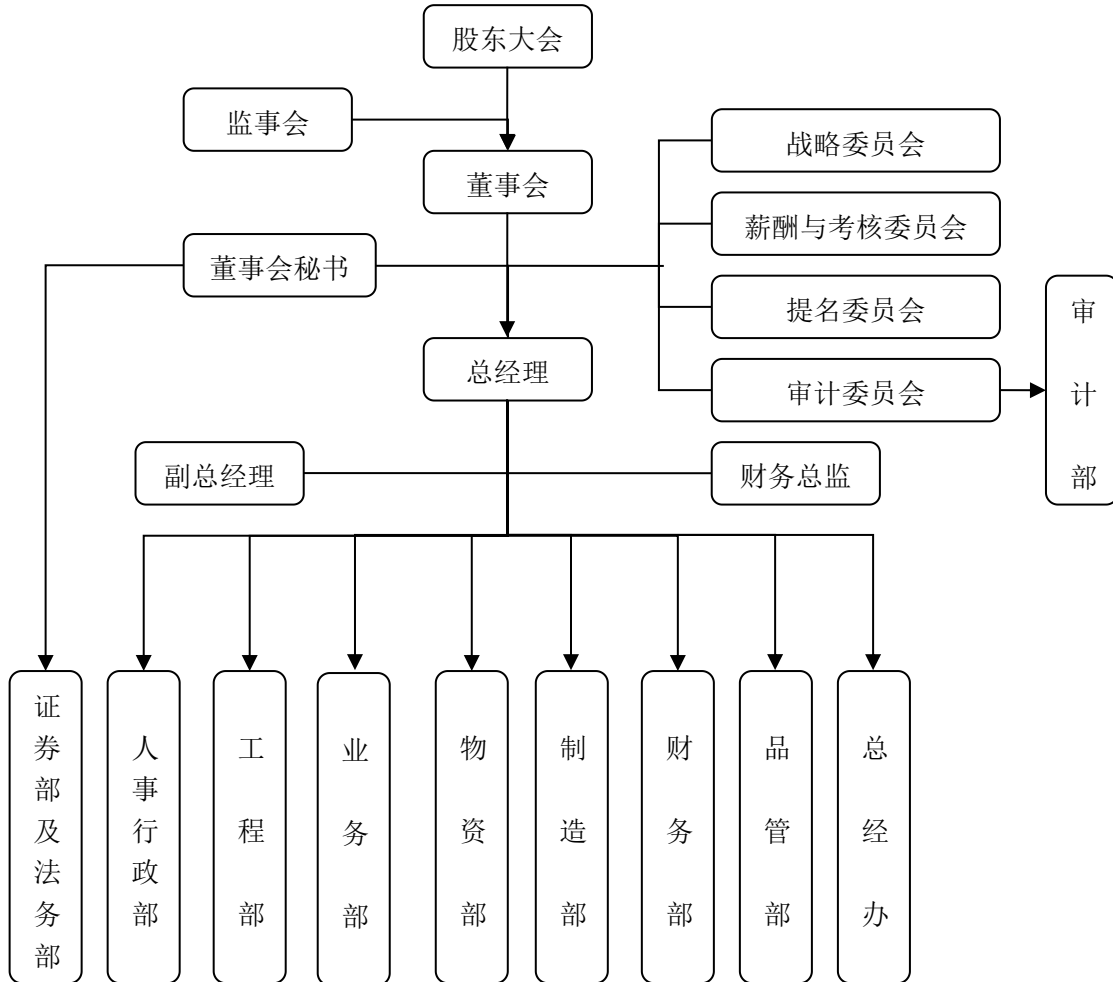 股东大会
监事会
董事会
战略委员会
薪酬与考核委员会
董事会秘书
提名委员会
总经理
审计委员会
审计部
副总经理
财务总监
证券部及法务部
人事行政部
工程部
业务部
物资部
制造部
财务部
品管部
总经办